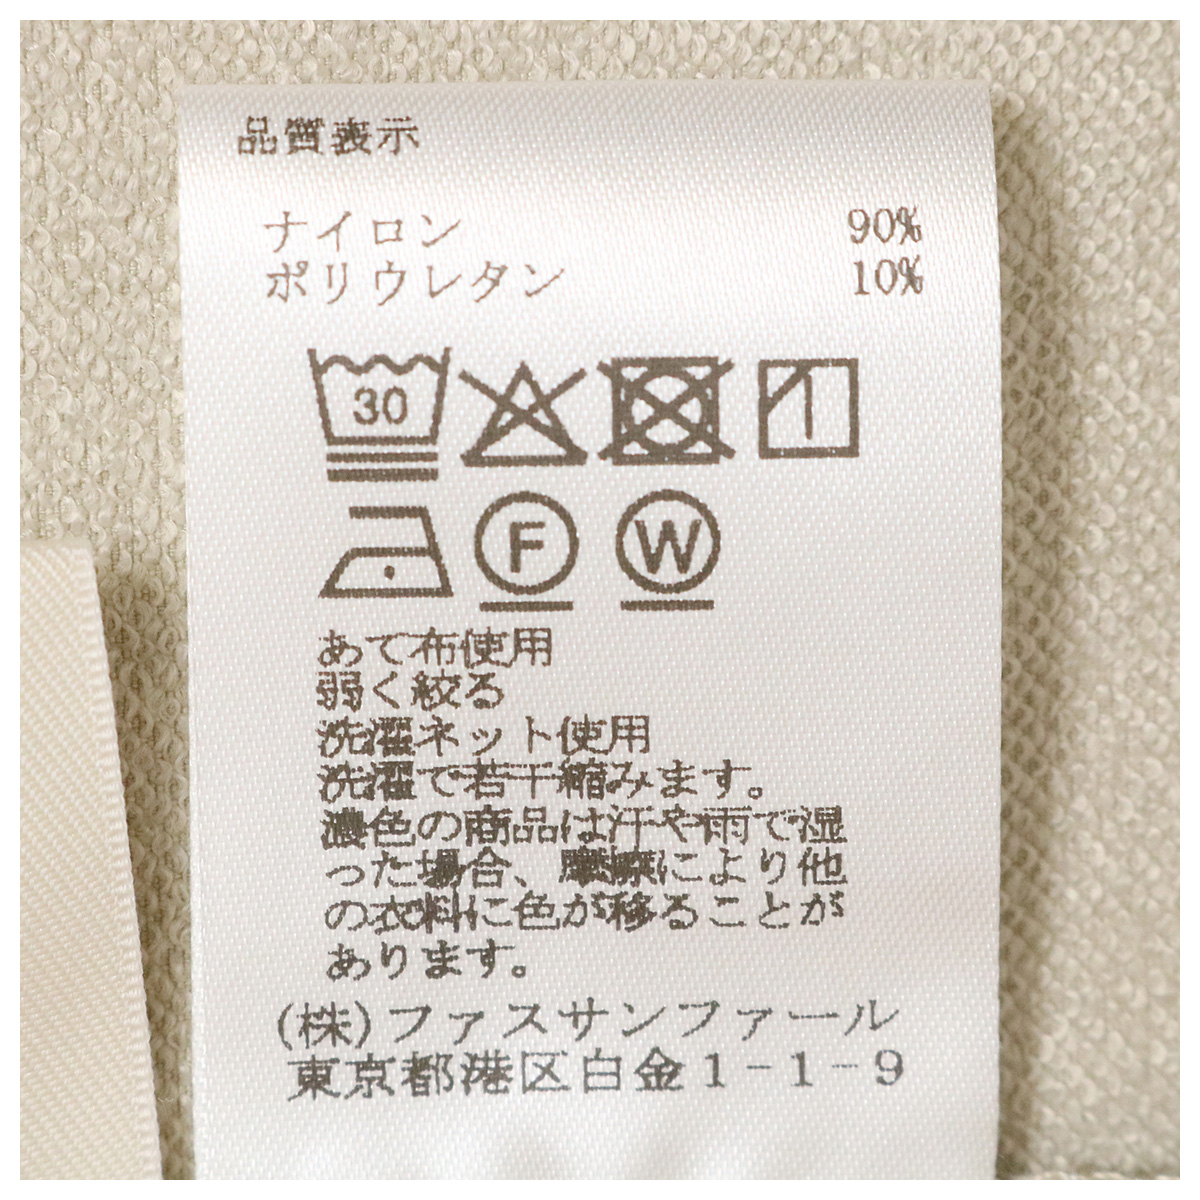 品質表示
ナイロン 90%
ポリウレタン 10%
30
F W
あて布使用
弱く絞る
洗濯ネット使用
洗濯で若干縮みます。
濃色の商品は汗や雨で湿
った場合、摩擦により他
の衣料に色が移ることが
あります。
(株)ファスサンファール
東京都港区白金1-1-9